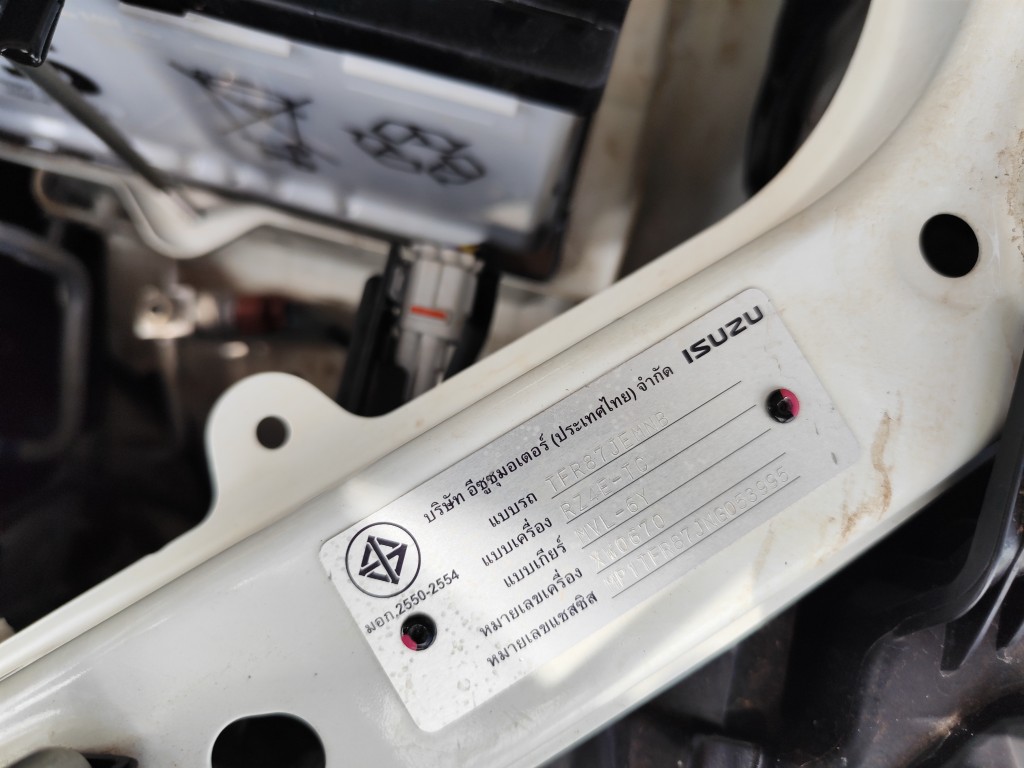 ISUZU
บริษัท อีซูซุมอเตอร์ (ประเทศไทย) จำกัด
แบบรถ TFR87JEMNB
แบบเครื่อง RZ4E-TC
แบบเกียร์ MVL-6Y
หมายเลขเครื่อง
หมายเลขแชสซิส
มอก.2550-2554